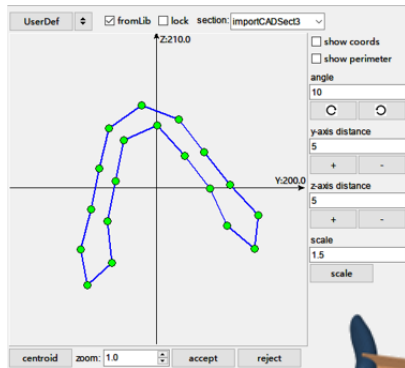 UserDef fromLib lock section: importCADSect3
Z:210.0
Y:200.0
show coords
show perimeter
angle
10
y-axis distance
5
+ -
z-axis distance
5
+ -
scale
1.5
scale
centroid zoom: 1.0 accept reject